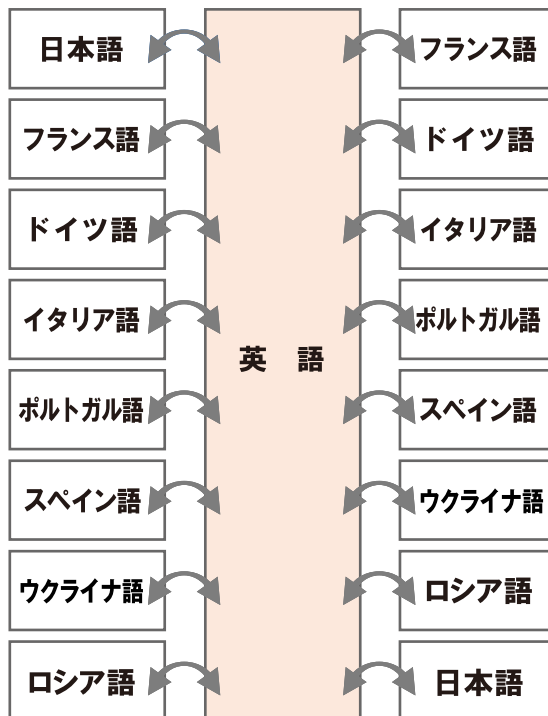 日本語
フランス語
ドイツ語
イタリア語
ポルトガル語
スペイン語
ウクライナ語
ロシア語
英 語
フランス語
ドイツ語
イタリア語
ポルトガル語
スペイン語
ウクライナ語
ロシア語
日本語